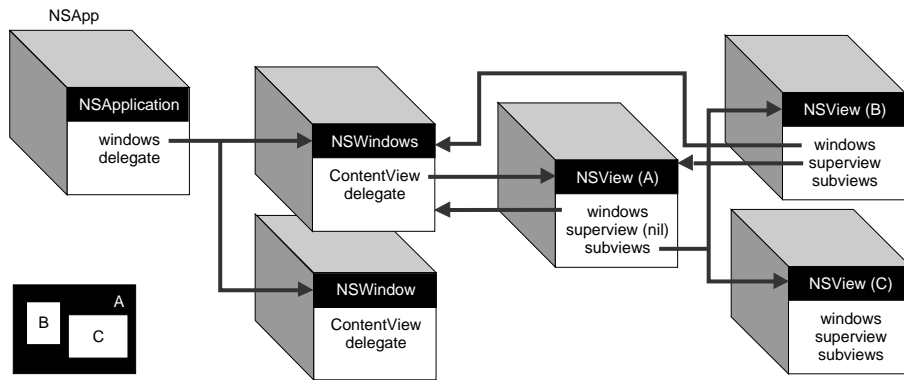 NSApp
NSApplication
windows
delegate
NSWindows
ContentView
delegate
NSWindow
ContentView
delegate
NSView (A)
windows
superview (nil)
subviews
NSView (B)
windows
superview
subviews
NSView (C)
windows
superview
subviews
A
B
C